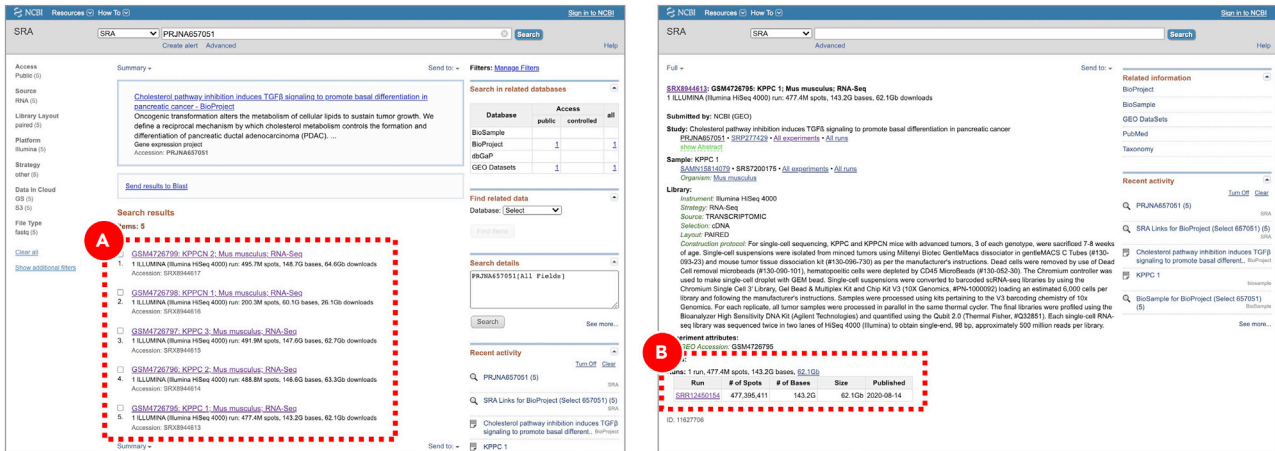 NCBI Resources How To Sign in to NCBI
SRA SRA PRJNA657051 Search
Create alert Advanced Help
Access
Public (5)
Source
RNA (5)
Library Layout
paired (5)
Platform
Illumina (5)
Strategy
other (5)
Data in Cloud
GS (5)
S3 (5)
File Type
fastq (5)
Clear all
Show additional filters
Summary Send to:
Cholesterol pathway inhibition induces TGFβ signaling to promote basal differentiation in
pancreatic cancer - BioProject
Oncogenic transformation alters the metabolism of cellular lipids to sustain tumor growth. We
define a reciprocal mechanism by which cholesterol metabolism controls the formation and
differentiation of pancreatic ductal adenocarcinoma (PDAC). ...
Gene expression project
Accession: PRJNA657051
Send results to Blast
Search results
Items: 5
A
GSM4726799: KPPCN 2; Mus musculus; RNA-Seq
1. 1 ILLUMINA (Illumina HiSeq 4000) run: 495.7M spots, 148.7G bases, 64.6Gb downloads
Accession: SRX8944617
GSM4726798: KPPCN 1; Mus musculus; RNA-Seq
2. 1 ILLUMINA (Illumina HiSeq 4000) run: 200.3M spots, 60.1G bases, 26.1Gb downloads
Accession: SRX8944616
GSM4726797: KPPC 3; Mus musculus; RNA-Seq
3. 1 ILLUMINA (Illumina HiSeq 4000) run: 491.9M spots, 147.6G bases, 62.7Gb downloads
Accession: SRX8944615
GSM4726796: KPPC 2; Mus musculus; RNA-Seq
4. 1 ILLUMINA (Illumina HiSeq 4000) run: 488.8M spots, 146.6G bases, 63.3Gb downloads
Accession: SRX8944614
GSM4726795: KPPC 1; Mus musculus; RNA-Seq
5. 1 ILLUMINA (Illumina HiSeq 4000) run: 477.4M spots, 143.2G bases, 62.1Gb downloads
Accession: SRX8944613
Summary Send to:
Filters: Manage Filters
Search in related databases
Database Access all
public controlled
BioSample
BioProject 1 1
dbGaP
GEO Datasets 1 1
Find related data
Database: Select
Find items
Search details
PRJNA657051[All Fields]
Search See more...
Recent activity
Turn Off Clear
PRJNA657051 (5)
SRA
SRA Links for BioProject (Select 657051) (5)
SRA
Cholesterol pathway inhibition induces TGFβ
signaling to promote basal different.. BioProject
KPPC 1
NCBI Resources How To Sign in to NCBI
SRA SRA Search
Advanced Help
Full Send to:
SRX8944613: GSM4726795: KPPC 1; Mus musculus; RNA-Seq
1 ILLUMINA (Illumina HiSeq 4000) run: 477.4M spots, 143.2G bases, 62.1Gb downloads
Submitted by: NCBI (GEO)
Study: Cholesterol pathway inhibition induces TGFß signaling to promote basal differentiation in pancreatic cancer
PRJNA657051 • SRP277429 • All experiments • All runs
show Abstract
Sample: KPPC 1
SAMN15814079 • SRS7200175 • All experiments • All runs
Organism: Mus musculus
Library:
Instrument: Illumina HiSeq 4000
Strategy: RNA-Seq
Source: TRANSCRIPTOMIC
Selection: cDNA
Layout: PAIRED
Construction protocol: For single-cell sequencing, KPPC and KPPCN mice with advanced tumors, 3 of each genotype, were sacrificed 7-8 weeks
of age. Single-cell suspensions were isolated from minced tumors using Miltenyi Biotec GentleMACS Dissociator in gentleMACS C Tubes (#130-
093-23) and mouse tumor tissue dissociation kit (#130-096-730) as per the manufacturer's instructions. Dead cells were removed by use of Dead
Cell removal microbeads (#130-090-101), hematopoeitic cells were depleted by CD45 MicroBeads (#130-052-30). The Chromium controller was
used to make single-cell droplet with GEM bead. Single-cell suspensions were converted to barcoded scRNA-seq libraries by using the
Chromium Single Cell 3' Library, Gel Bead & Multiplex Kit and Chip Kit V3 (10X Genomics, #PN-1000092) loading an estimated 6,000 cells per
library and following the manufacturer's instructions. Samples were processed using kits pertaining to the V3 barcoding chemistry of 10x
Genomics. For each replicate, all tumor samples were processed in parallel in the same thermal cycler. The final libraries were profiled using the
Bioanalyzer High Sensitivity DNA Kit (Agilent Technologies) and quantified using the Qubit 2.0 (Thermal Fisher, #Q32851). Each single-cell RNA-
seq library was sequenced twice in two lanes of HiSeq 4000 (Illumina) to obtain single-end, 98 bp, approximately 500 million reads per library.
attributes:
GEO Accession: GSM4726795
B
1 run, 477.4M spots, 143.2G bases, 62.1Gb
Run # of Spots # of Bases Size Published
SRR12450154 477,395,411 143.2G 62.1Gb 2020-08-14
ID: 11627706
Related information
BioProject
BioSample
GEO DataSets
PubMed
Taxonomy
Recent activity
Turn Off Clear
PRJNA657051 (5)
SRA
SRA Links for BioProject (Select 657051) (5)
SRA
Cholesterol pathway inhibition induces TGFβ
signaling to promote basal different.. BioProject
KPPC 1
biosample
BioSample for BioProject (Select 657051)
(5) BioSample
See more...